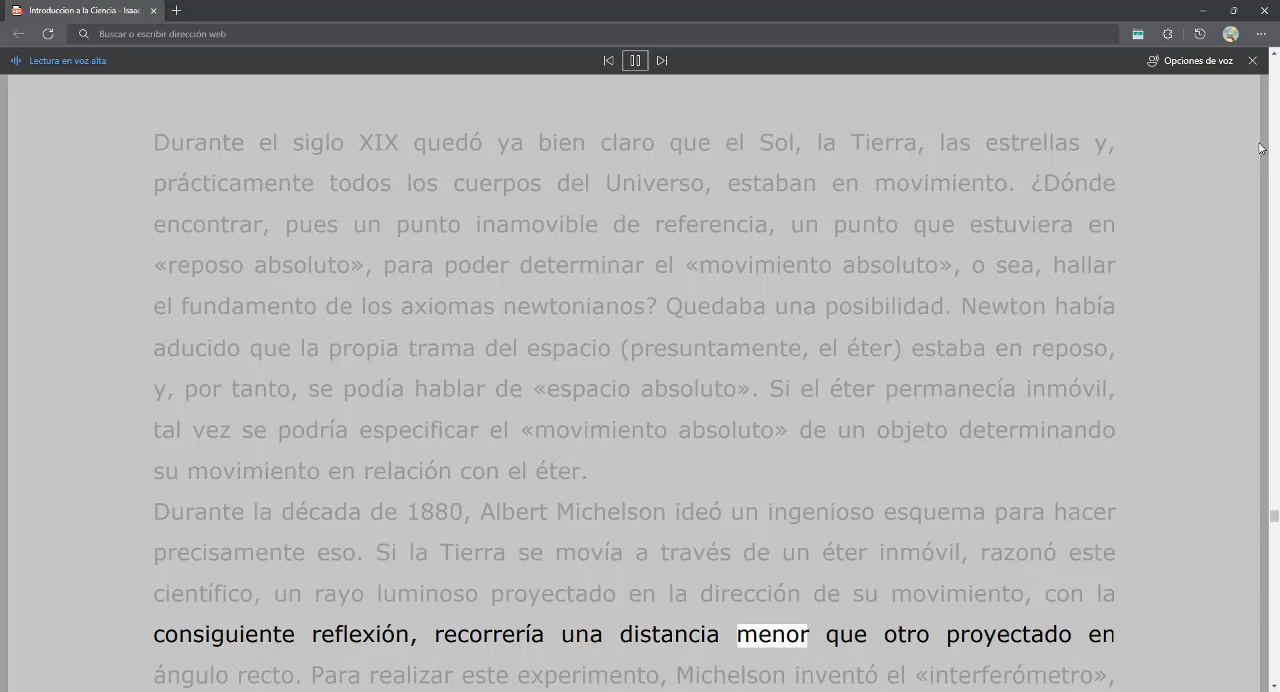 Introduccion a la Ciencia - Isaac
Buscar o escribir dirección web
Lectura en voz alta
Opciones de voz
Durante el siglo XIX quedó ya bien claro que el Sol, la Tierra, las estrellas y,
prácticamente todos los cuerpos del Universo, estaban en movimiento. ¿Dónde
encontrar, pues un punto inamovible de referencia, un punto que estuviera en
«reposo absoluto», para poder determinar el «movimiento absoluto», o sea, hallar
el fundamento de los axiomas newtonianos? Quedaba una posibilidad. Newton había
aducido que la propia trama del espacio (presuntamente, el éter) estaba en reposo,
y, por tanto, se podía hablar de «espacio absoluto». Si el éter permanecía inmóvil,
tal vez se podría especificar el «movimiento absoluto» de un objeto determinando
su movimiento en relación con el éter.
Durante la década de 1880, Albert Michelson ideó un ingenioso esquema para hacer
precisamente eso. Si la Tierra se movía a través de un éter inmóvil, razonó este
científico, un rayo luminoso proyectado en la dirección de su movimiento, con la
consiguiente reflexión, recorrería una distancia menor que otro proyectado en
ángulo recto. Para realizar este experimento, Michelson inventó el «interferómetro»,